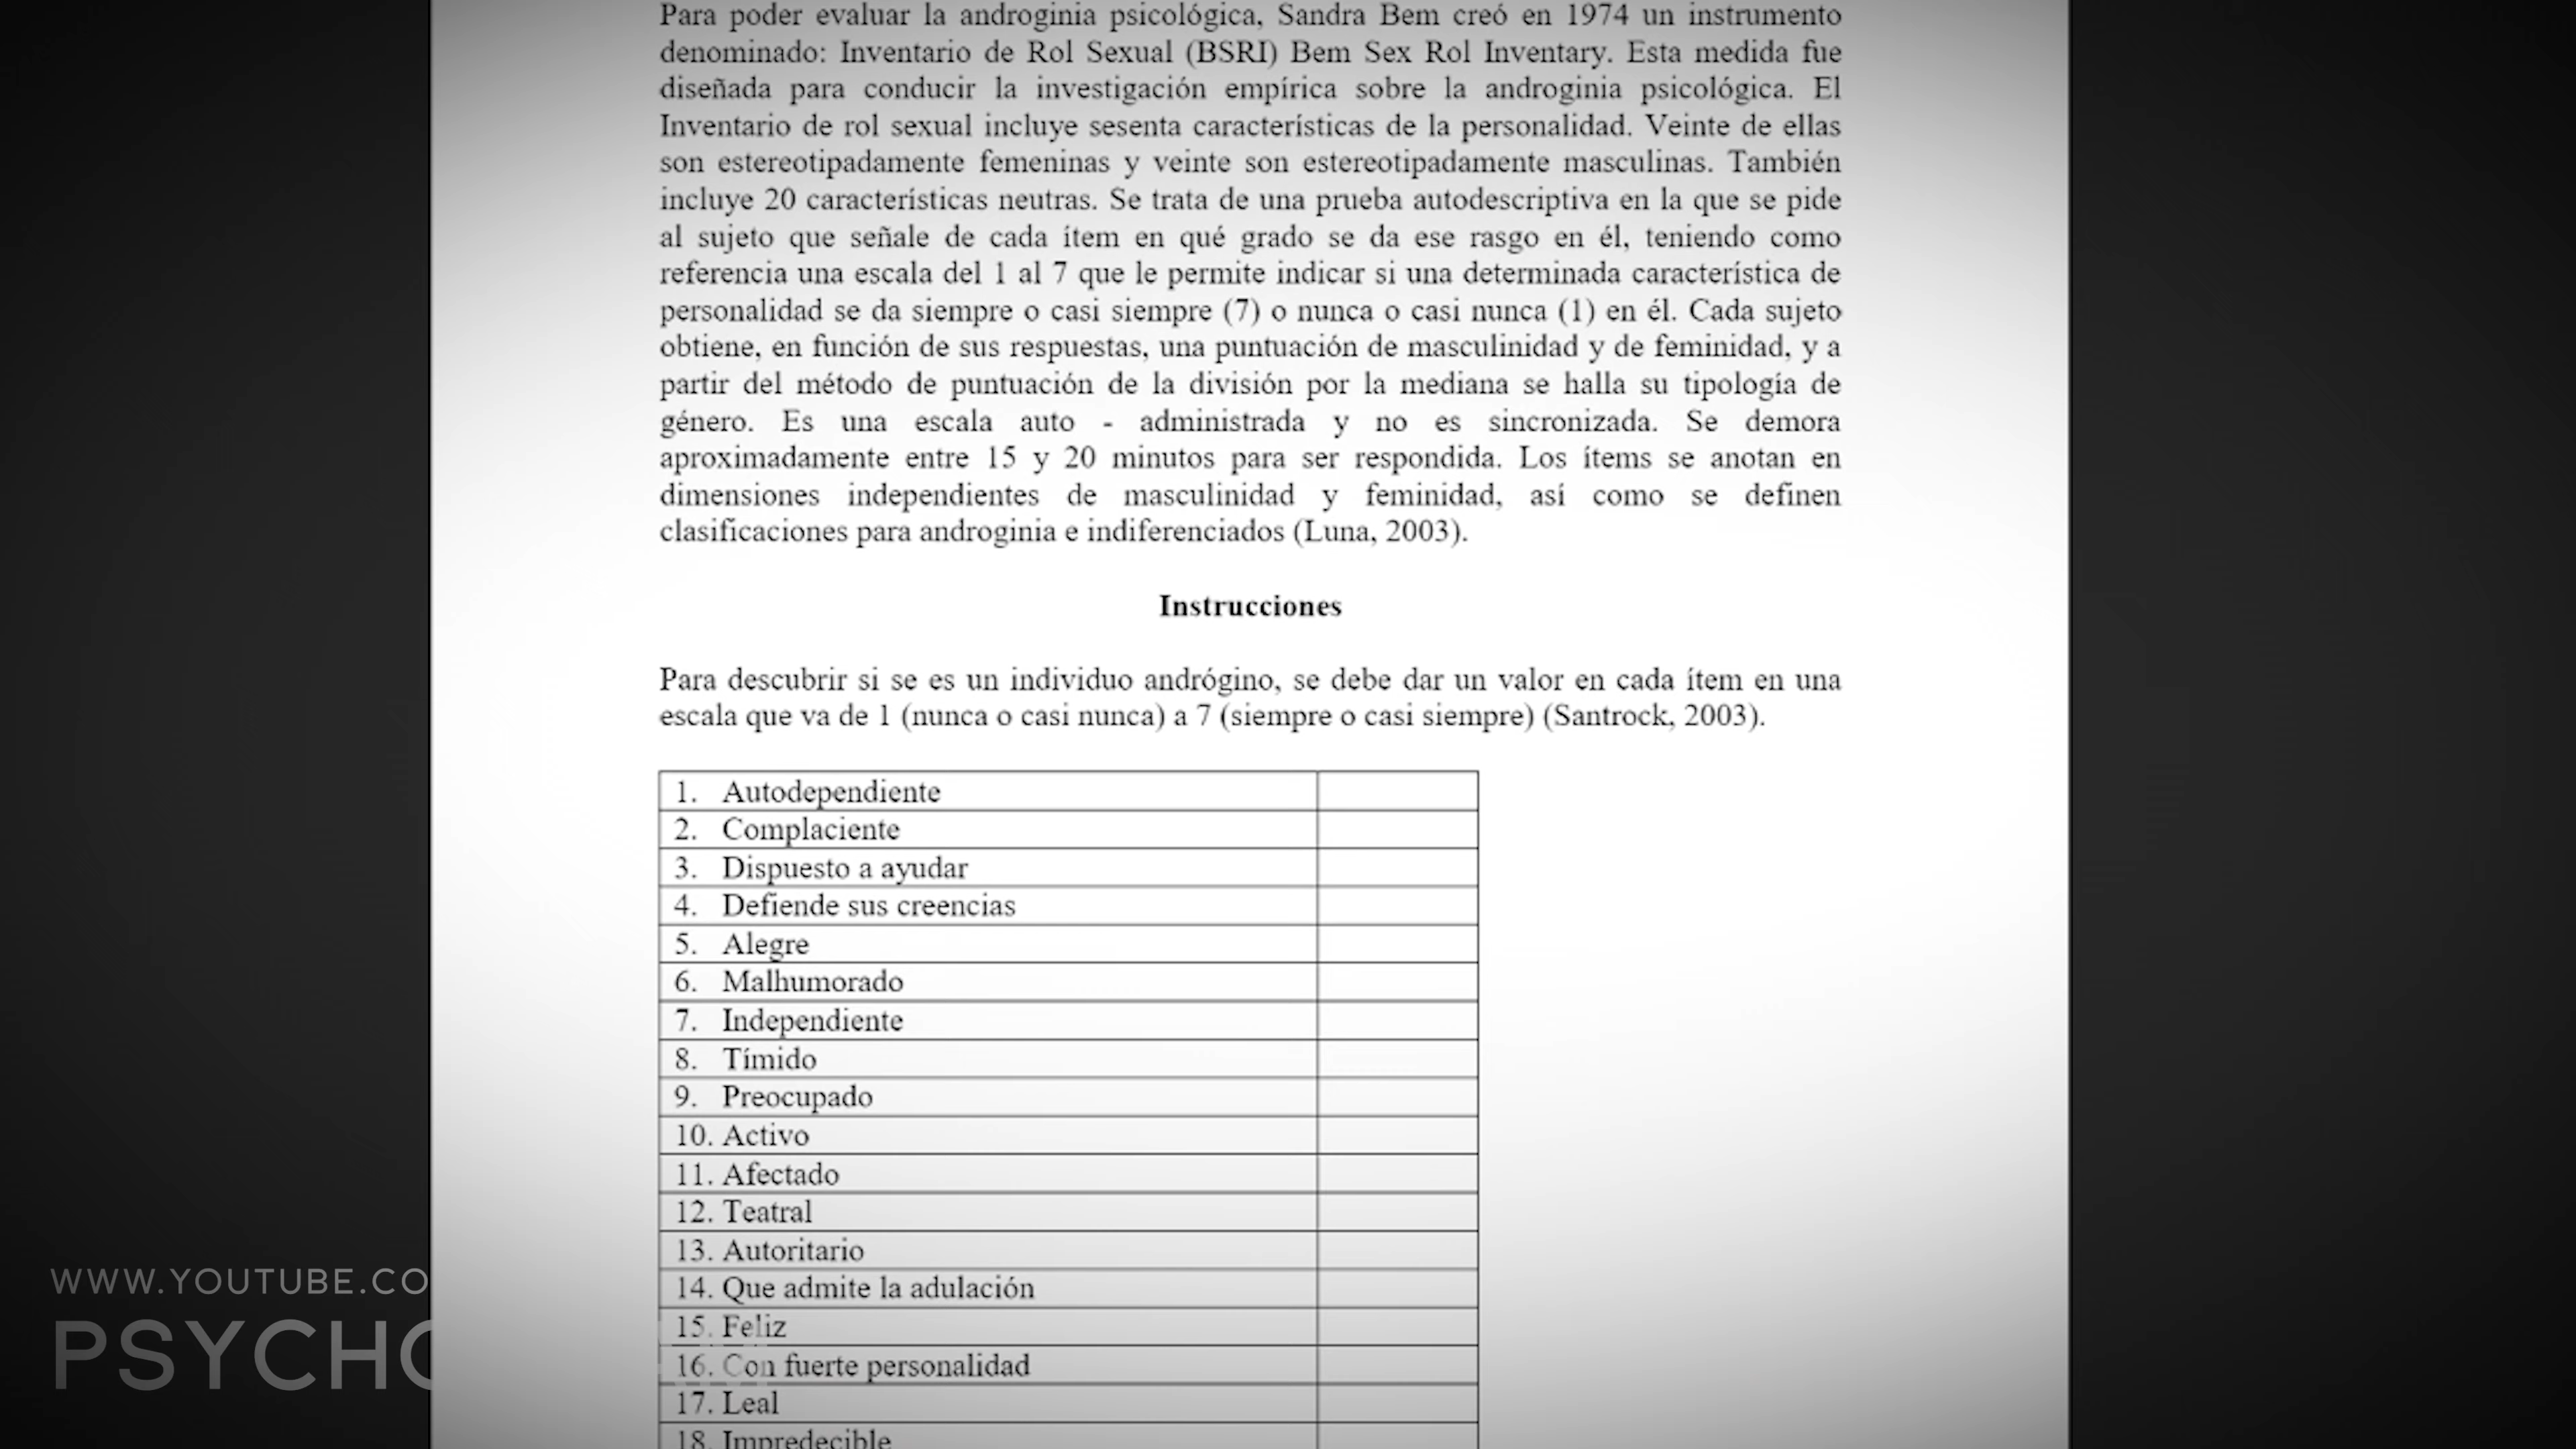 Para poder evaluar la androginia psicológica, Sandra Bem creó en 1974 un instrumento
denominado: Inventario de Rol Sexual (BSRI) Bem Sex Rol Inventary. Esta medida fue
diseñada para conducir la investigación empírica sobre la androginia psicológica. El
Inventario de rol sexual incluye sesenta características de la personalidad. Veinte de ellas
son estereotipadamente femeninas y veinte son estereotipadamente masculinas. También
incluye 20 características neutras. Se trata de una prueba autodescriptiva en la que se pide
al sujeto que señale de cada ítem en qué grado se da ese rasgo en él, teniendo como
referencia una escala del 1 al 7 que le permite indicar si una determinada característica de
personalidad se da siempre o casi siempre (7) o nunca o casi nunca (1) en él. Cada sujeto
obtiene, en función de sus respuestas, una puntuación de masculinidad y de feminidad, y a
partir del método de puntuación de la división por la mediana se halla su tipología de
género. Es una escala auto - administrada y no es sincronizada. Se demora
aproximadamente entre 15 y 20 minutos para ser respondida. Los ítems se anotan en
dimensiones independientes de masculinidad y feminidad, así como se definen
clasificaciones para androginia e indiferenciados (Luna, 2003).
Instrucciones
Para descubrir si se es un individuo andrógino, se debe dar un valor en cada ítem en una
escala que va de 1 (nunca o casi nunca) a 7 (siempre o casi siempre) (Santrock, 2003).
1. Autodependiente
2. Complaciente
3. Dispuesto a ayudar
4. Defiende sus creencias
5. Alegre
6. Malhumorado
7. Independiente
8. Tímido
9. Preocupado
10. Activo
11. Afectado
12. Teatral
13. Autoritario
14. Que admite la adulación
15. Feliz
16. Con fuerte personalidad
17. Leal
18. Impredecible
WWW.YOUTUBE.CO
PSYCHO